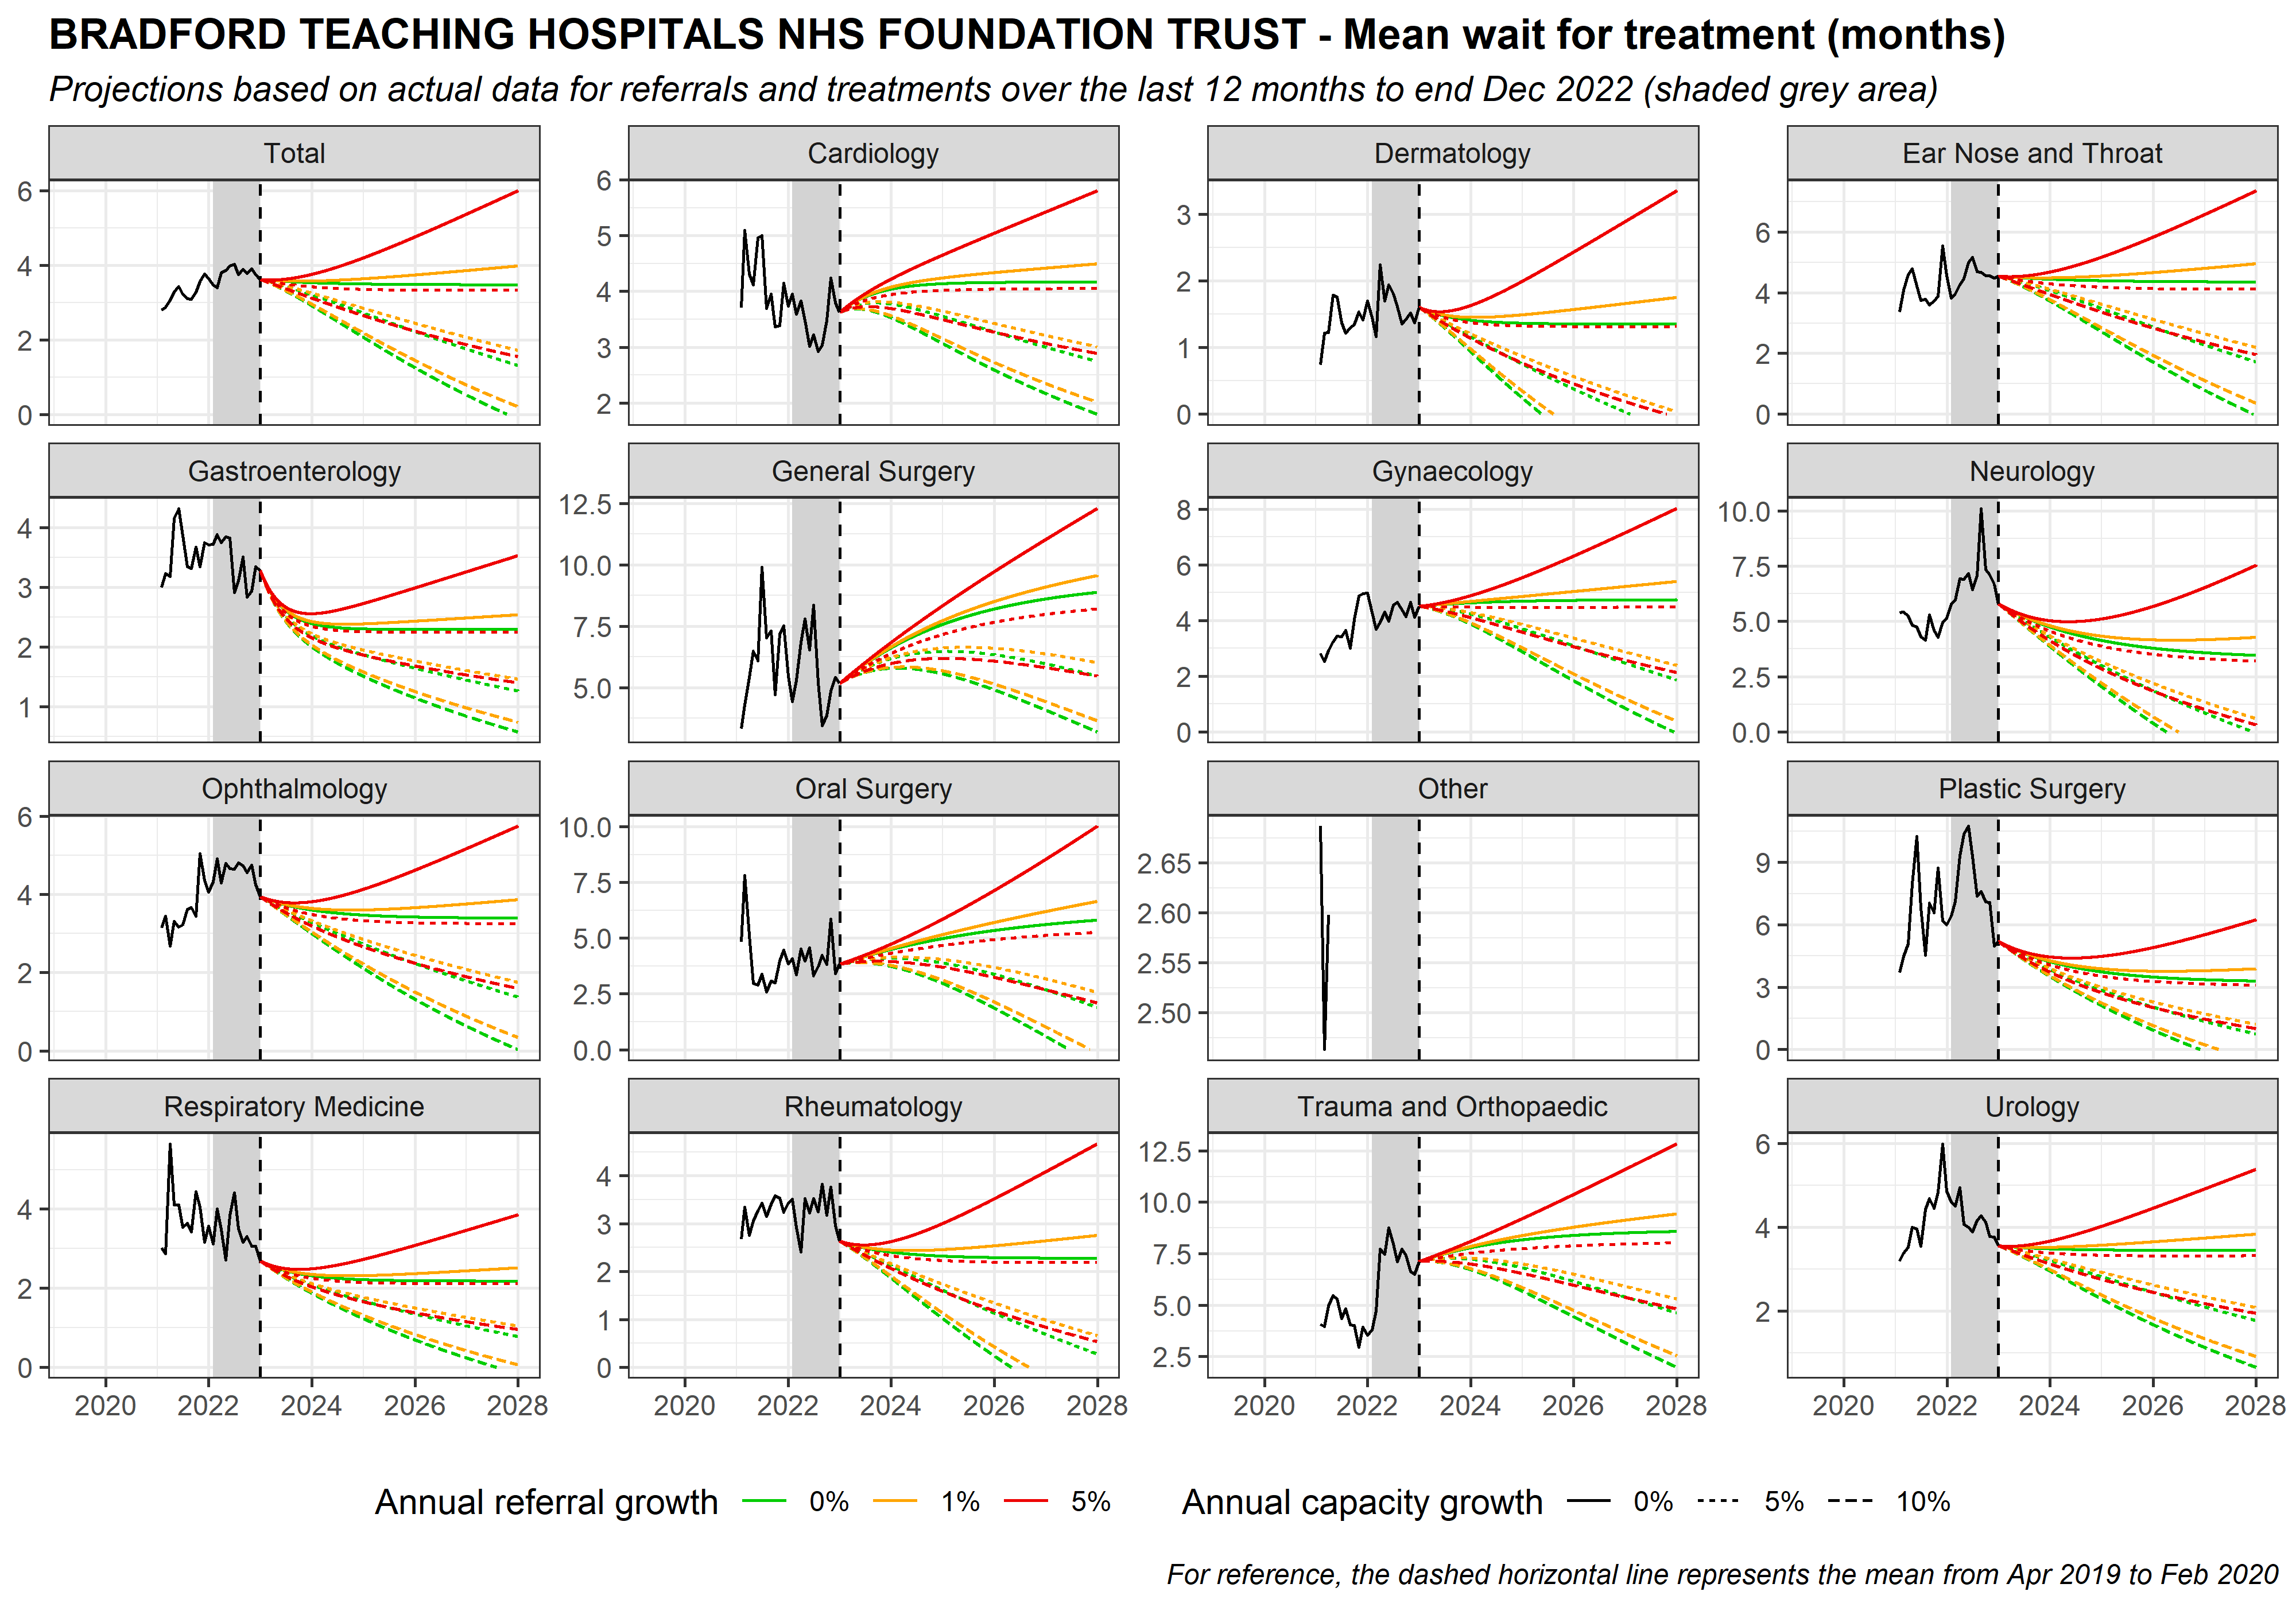 BRADFORD TEACHING HOSPITALS NHS FOUNDATION TRUST - Mean wait for treatment (months)
Projections based on actual data for referrals and treatments over the last 12 months to end Dec 2022 (shaded grey area)
Total
Cardiology
Dermatology
Ear Nose and Throat
6
4
2
0
6
5
4
3
2
3
2
1
0
6
4
2
0
Gastroenterology
General Surgery
Gynaecology
Neurology
4
3
2
1
12.5
10.0
7.5
5.0
8
6
4
2
0
10.0
7.5
5.0
2.5
0.0
Ophthalmology
Oral Surgery
Other
Plastic Surgery
6
4
2
0
10.0
7.5
5.0
2.5
0.0
2.65
2.60
2.55
2.50
9
6
3
0
Respiratory Medicine
Rheumatology
Trauma and Orthopaedic
Urology
4
2
0
4
3
2
1
0
12.5
10.0
7.5
5.0
2.5
6
4
2
2020 2022 2024 2026 2028
2020 2022 2024 2026 2028
2020 2022 2024 2026 2028
2020 2022 2024 2026 2028
Annual referral growth 0% 1% 5%
Annual capacity growth 0% 5% 10%
For reference, the dashed horizontal line represents the mean from Apr 2019 to Feb 2020